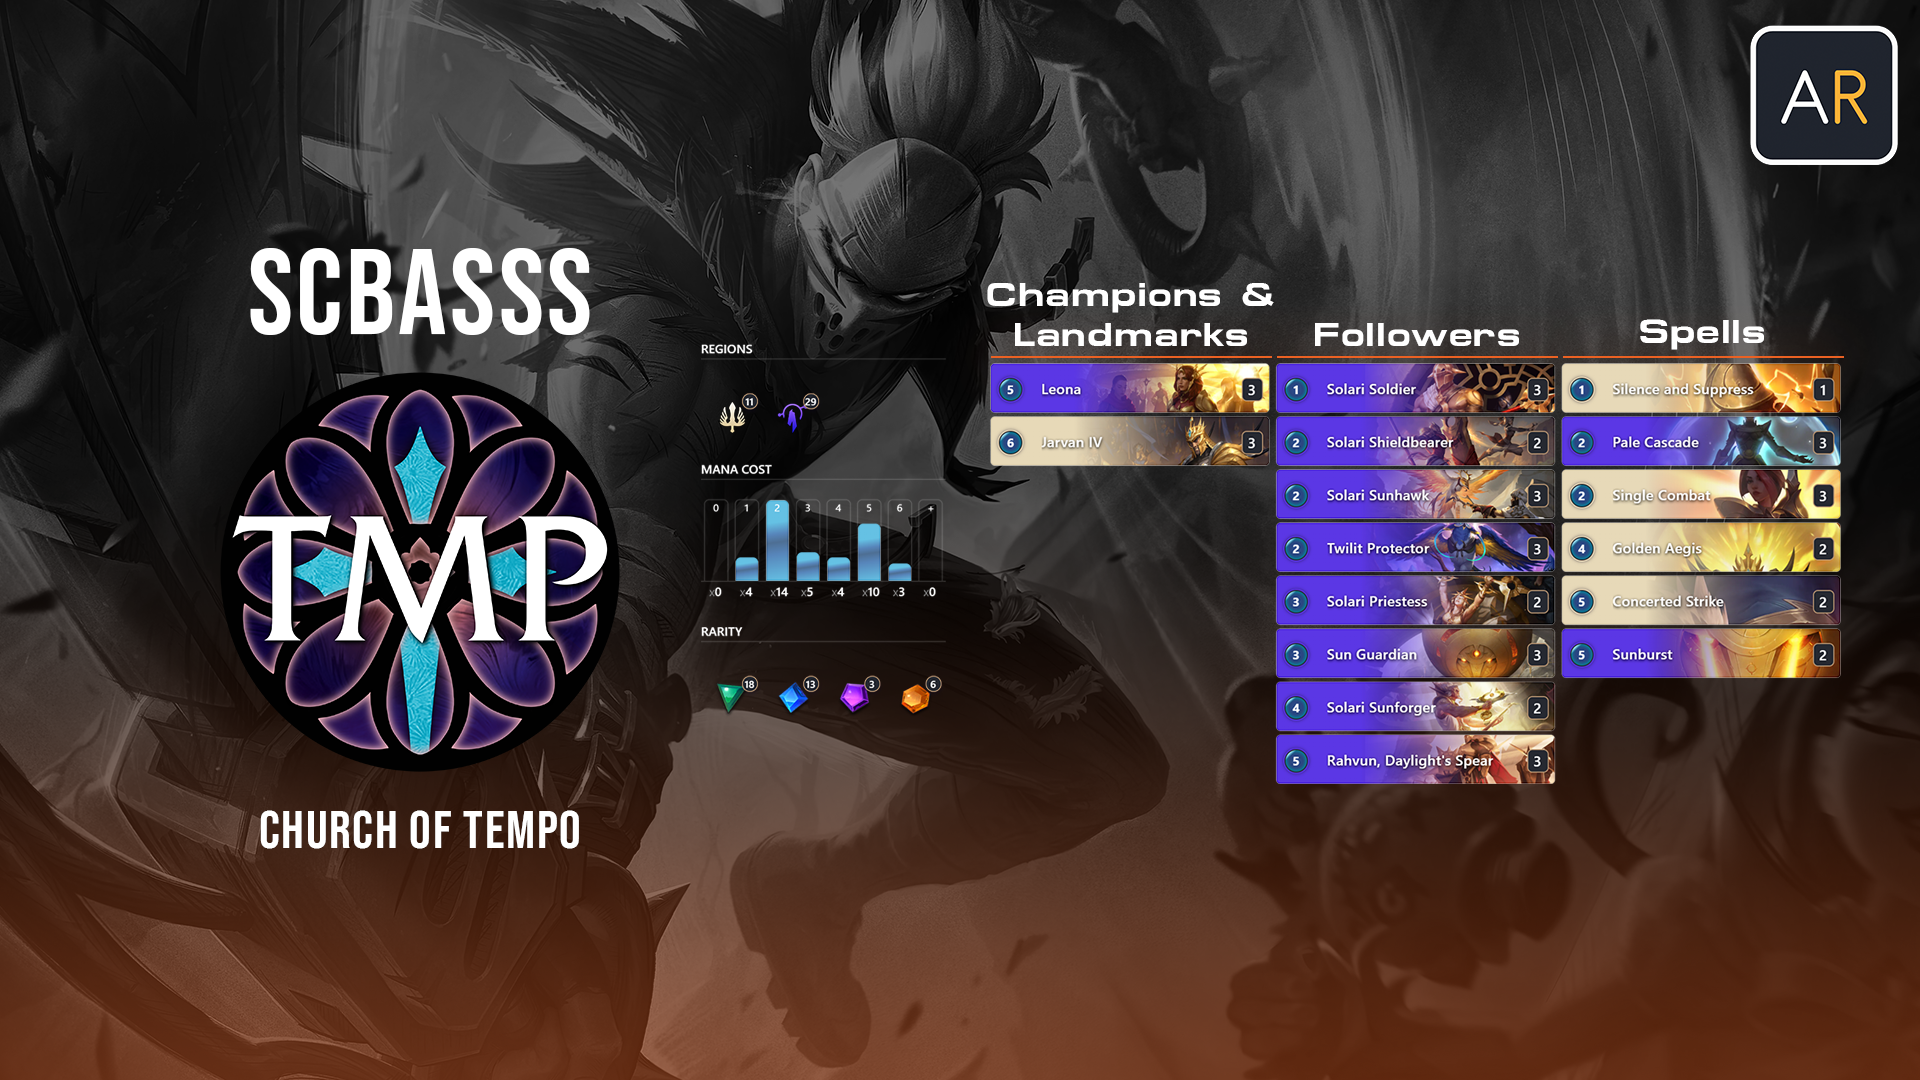 AR
SCBASSS
TMP
CHURCH OF TEMPO
REGIONS
11 29
MANA COST
0 1 2 3 4 5 6 +
x0 x4 x14 x5 x4 x10 x3 x0
RARITY
18 13 3 6
Champions &
Landmarks
5 Leona 3
6 Jarvan IV 3
Followers
1 Solari Soldier 3
2 Solari Shieldbearer 2
2 Solari Sunhawk 3
2 Twilit Protector 3
3 Solari Priestess 2
3 Sun Guardian 3
4 Solari Sunforger 2
5 Rahvun, Daylight's Spear 3
Spells
1 Silence and Suppress 1
2 Pale Cascade 3
2 Single Combat 3
4 Golden Aegis 2
5 Concerted Strike 2
5 Sunburst 2